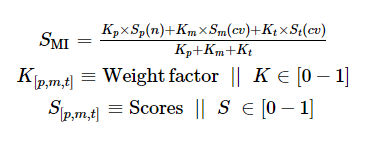 S_MI = (K_p×S_p(n)+K_m×S_m(cv)+K_t×S_t(cv))/(K_p+K_m+K_t)
K_[p,m,t] ≡ Weight factor || K ∈ [0 − 1]
S_[p,m,t] ≡ Scores || S ∈ [0 − 1]